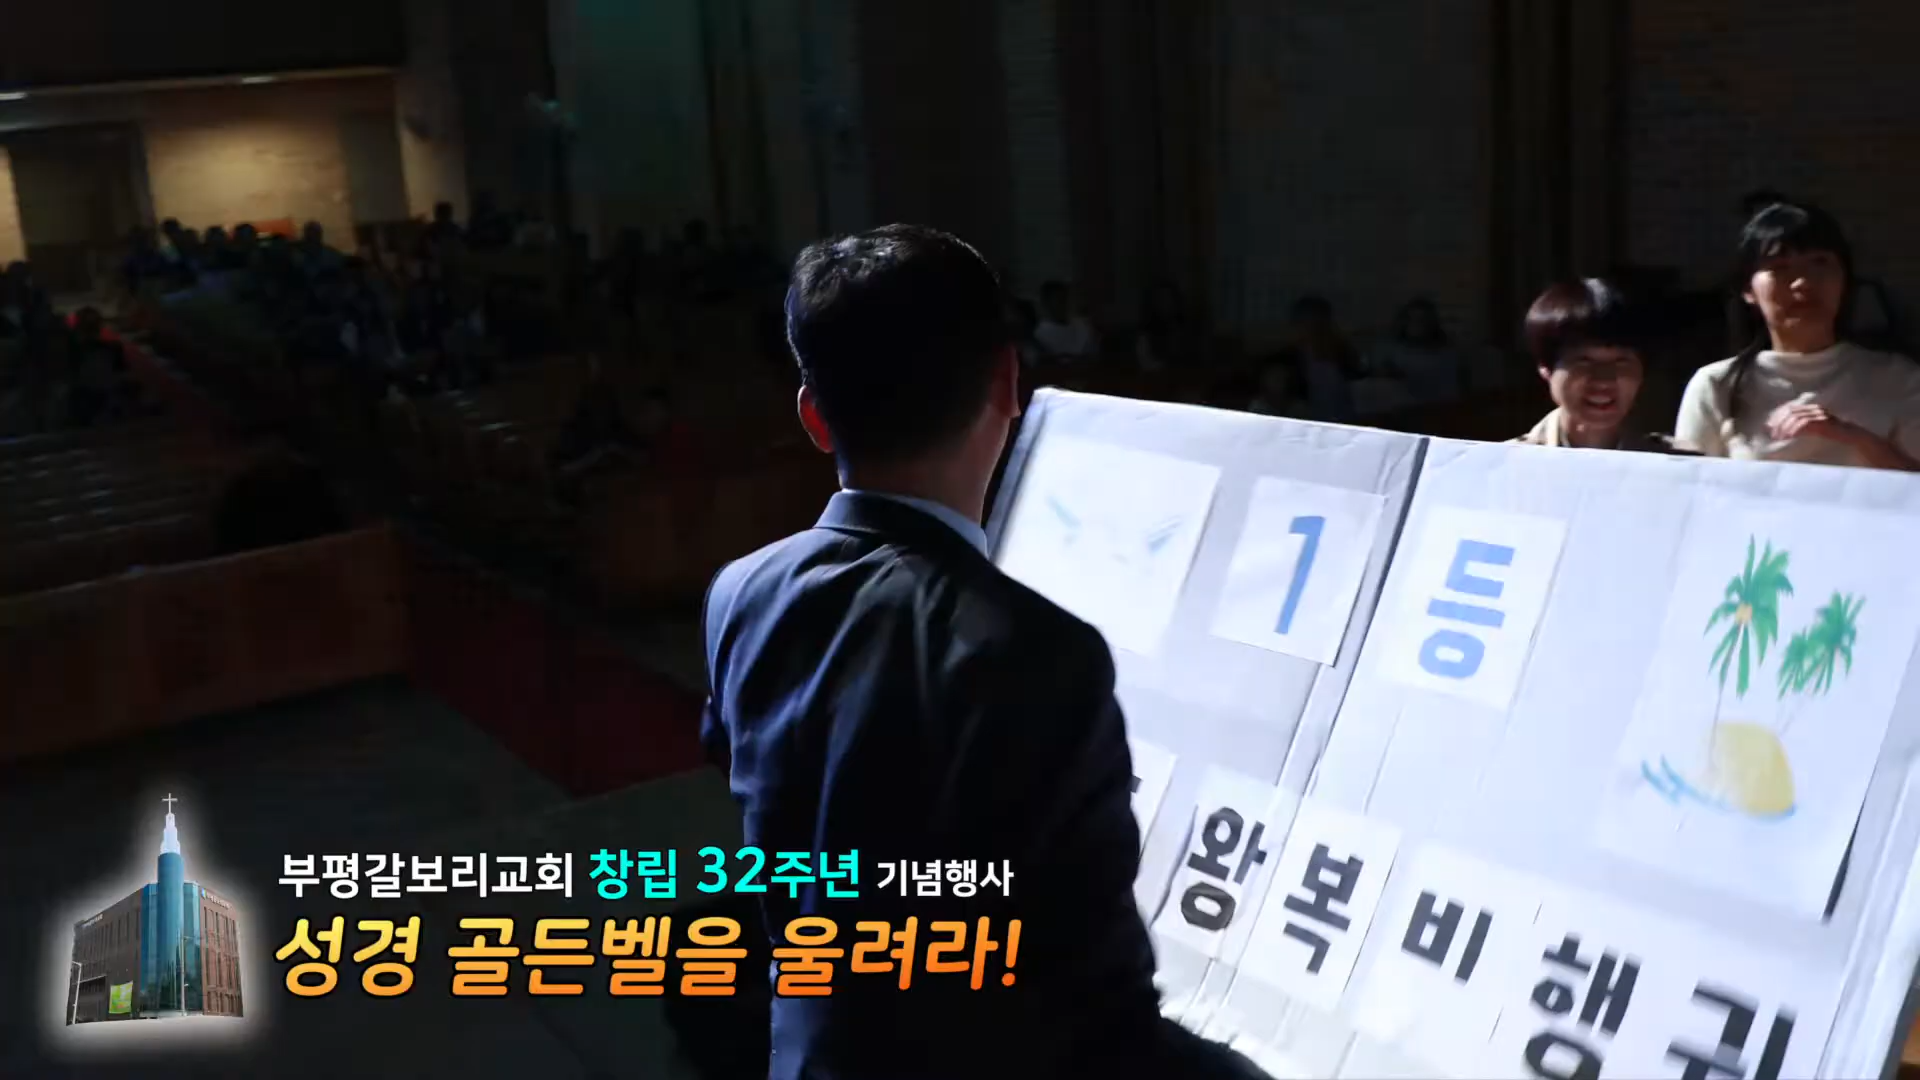 1등
왕복비행
부평갈보리교회 창립 32주년 기념행사
성경 골든벨을 울려라!